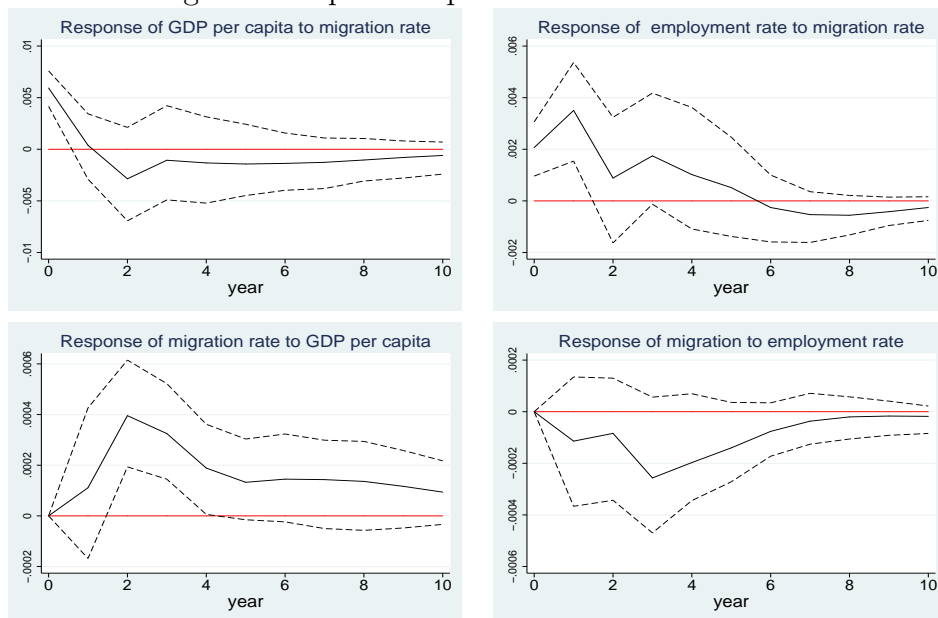 Response of GDP per capita to migration rate
.01
.005
0
-.005
-.01
0 2 4 6 8 10
year
Response of employment rate to migration rate
.006
.004
.002
0
-.002
0 2 4 6 8 10
year
Response of migration rate to GDP per capita
.0006
.0004
.0002
0
-.0002
0 2 4 6 8 10
year
Response of migration to employment rate
.0002
0
-.0002
-.0004
-.0006
0 2 4 6 8 10
year